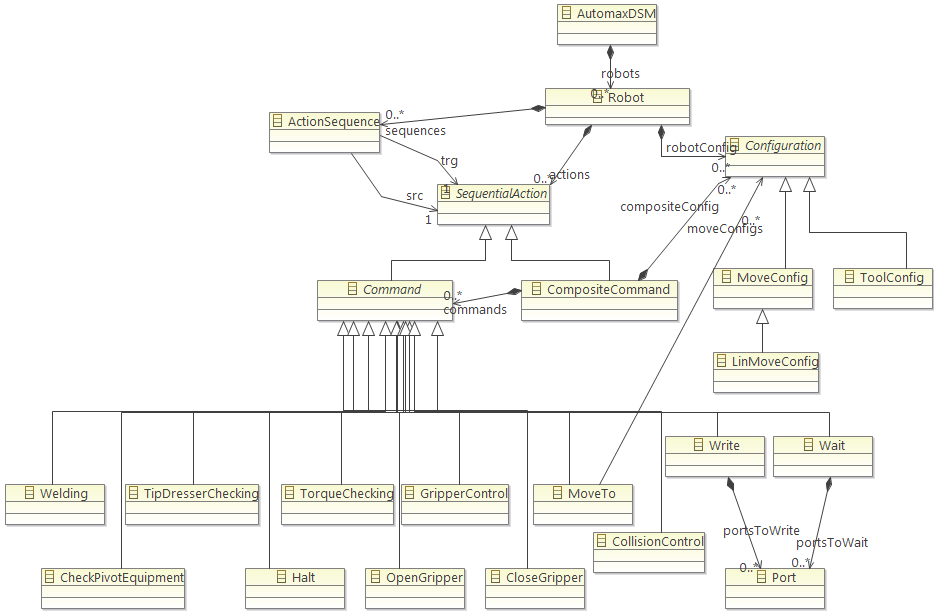 AutomaxDSM
robots
0..*
Robot
ActionSequence
0..*
sequences
robotConfig
Configuration
0..*
trg
0..*
actions
1
SequentialAction
0..*
src
1
compositeConfig
0..*
moveConfigs
Command
0..*
commands
CompositeCommand
MoveConfig
ToolConfig
LinMoveConfig
Write
Wait
Welding
TipDresserChecking
TorqueChecking
GripperControl
MoveTo
portsToWrite
portsToWait
CollisionControl
0..*
0..*
CheckPivotEquipment
Halt
OpenGripper
CloseGripper
Port